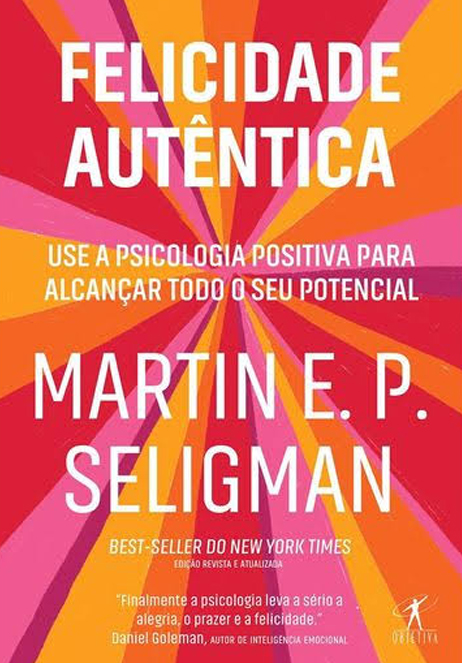 FELICIDADE
AUTÊNTICA
USE A PSICOLOGIA POSITIVA PARA
ALCANÇAR TODO O SEU POTENCIAL
MARTIN E. P.
SELIGMAN
BEST-SELLER DO NEW YORK TIMES
EDIÇÃO REVISTA E ATUALIZADA
"Finalmente a psicologia leva a sério a
alegria, o prazer e a felicidade."
Daniel Goleman, AUTOR DE INTELIGÊNCIA EMOCIONAL
OBJETIVA